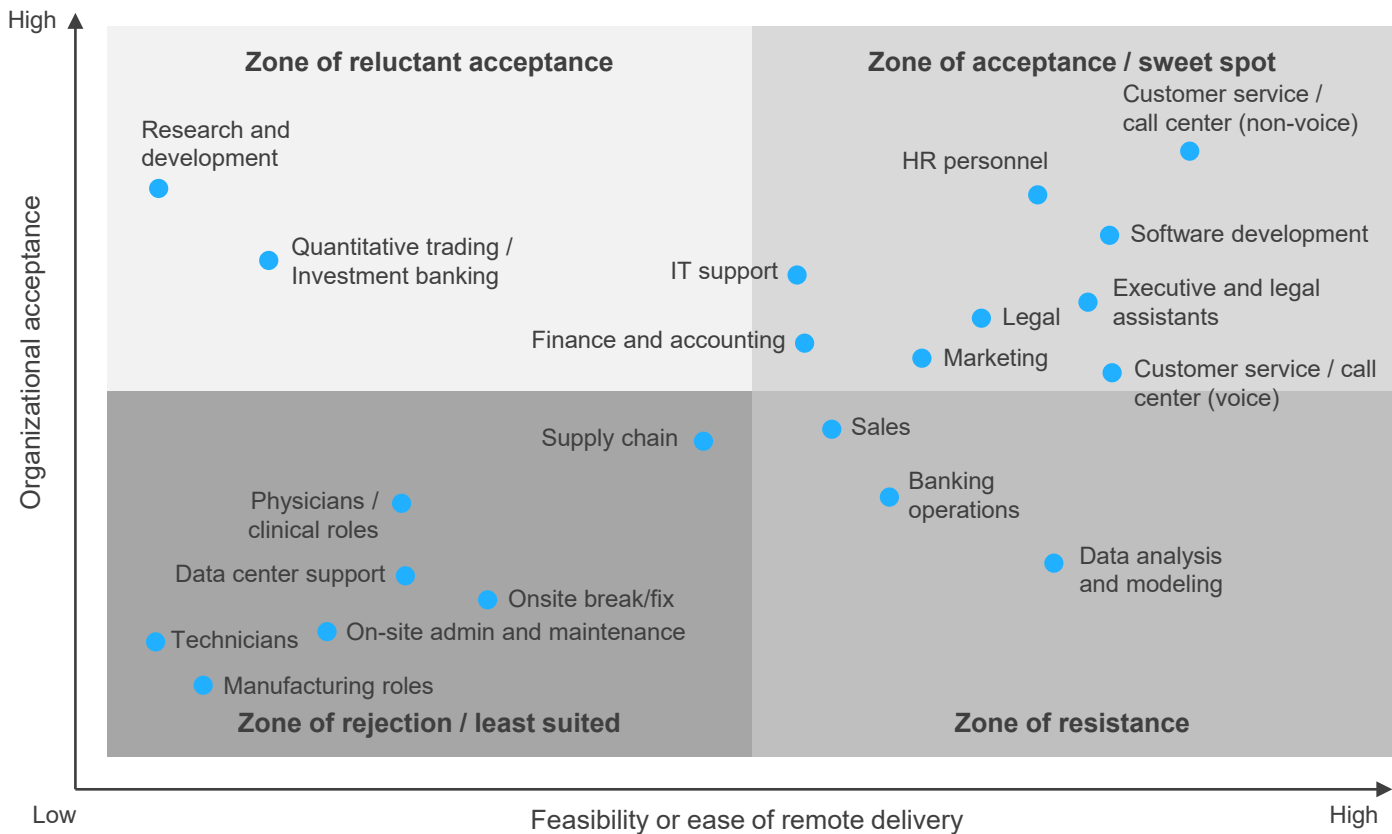 High
Zone of reluctant acceptance
Zone of acceptance / sweet spot
Customer service /
call center (non-voice)
Research and
development
HR personnel
Quantitative trading /
Investment banking
Software development
IT support
Executive and legal
assistants
Legal
Finance and accounting
Marketing
Customer service / call
center (voice)
Organizational acceptance
Supply chain
Sales
Physicians /
clinical roles
Banking
operations
Data center support
Data analysis
and modeling
Onsite break/fix
Technicians
On-site admin and maintenance
Manufacturing roles
Zone of rejection / least suited
Zone of resistance
Low
Feasibility or ease of remote delivery
High